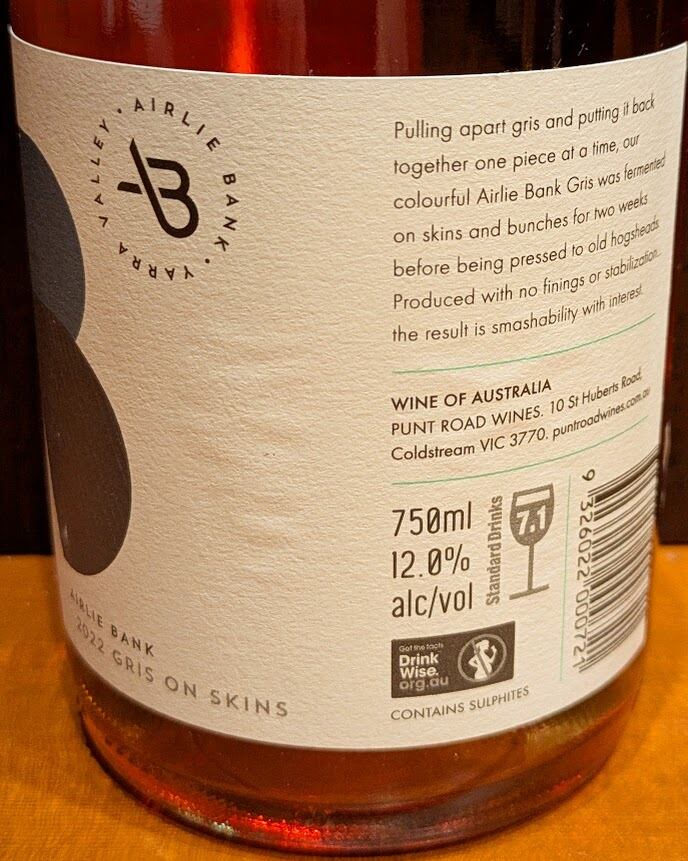 AIRLIE BANK · YARRA VALLEY ·
B
Pulling apart gris and putting it back
together one piece at a time, our
colourful Airlie Bank Gris was fermented
on skins and bunches for two weeks
before being pressed to old hogsheads.
Produced with no finings or stabilization...
the result is smashability with interest.
WINE OF AUSTRALIA
PUNT ROAD WINES. 10 St Huberts Road,
Coldstream VIC 3770. puntroadwines.com.au
750ml
12.0%
alc/vol
Standard Drinks
7.1
Get the facts
Drink
Wise.
org.au
CONTAINS SULPHITES
9 326022 000721
AIRLIE BANK
2022 GRIS ON SKINS